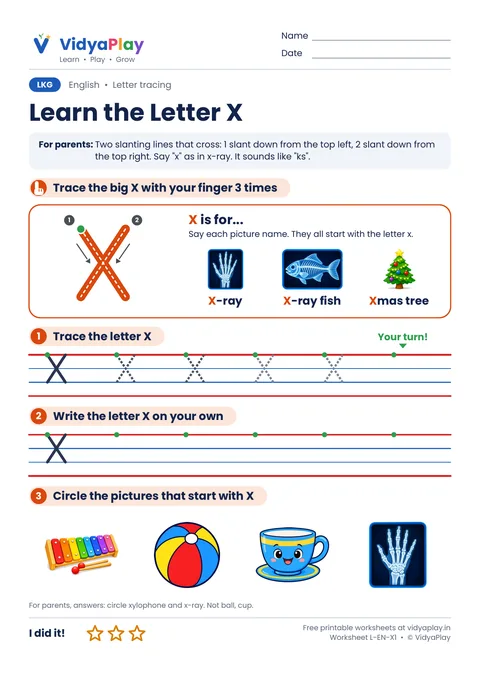 VidyaPlay
Learn • Play • Grow
Name
Date
LKG English • Letter tracing
Learn the Letter X
For parents: Two slanting lines that cross: 1 slant down from the top left, 2 slant down from
the top right. Say "x" as in x-ray. It sounds like "ks".
Trace the big X with your finger 3 times
1 2
X is for...
Say each picture name. They all start with the letter x.
X-ray X-ray fish Xmas tree
1 Trace the letter X Your turn!
X X X X X
2 Write the letter X on your own
X
3 Circle the pictures that start with X
For parents, answers: circle xylophone and x-ray. Not ball, cup.
I did it!
Free printable worksheets at vidyaplay.in
Worksheet L-EN-X1 • © VidyaPlay